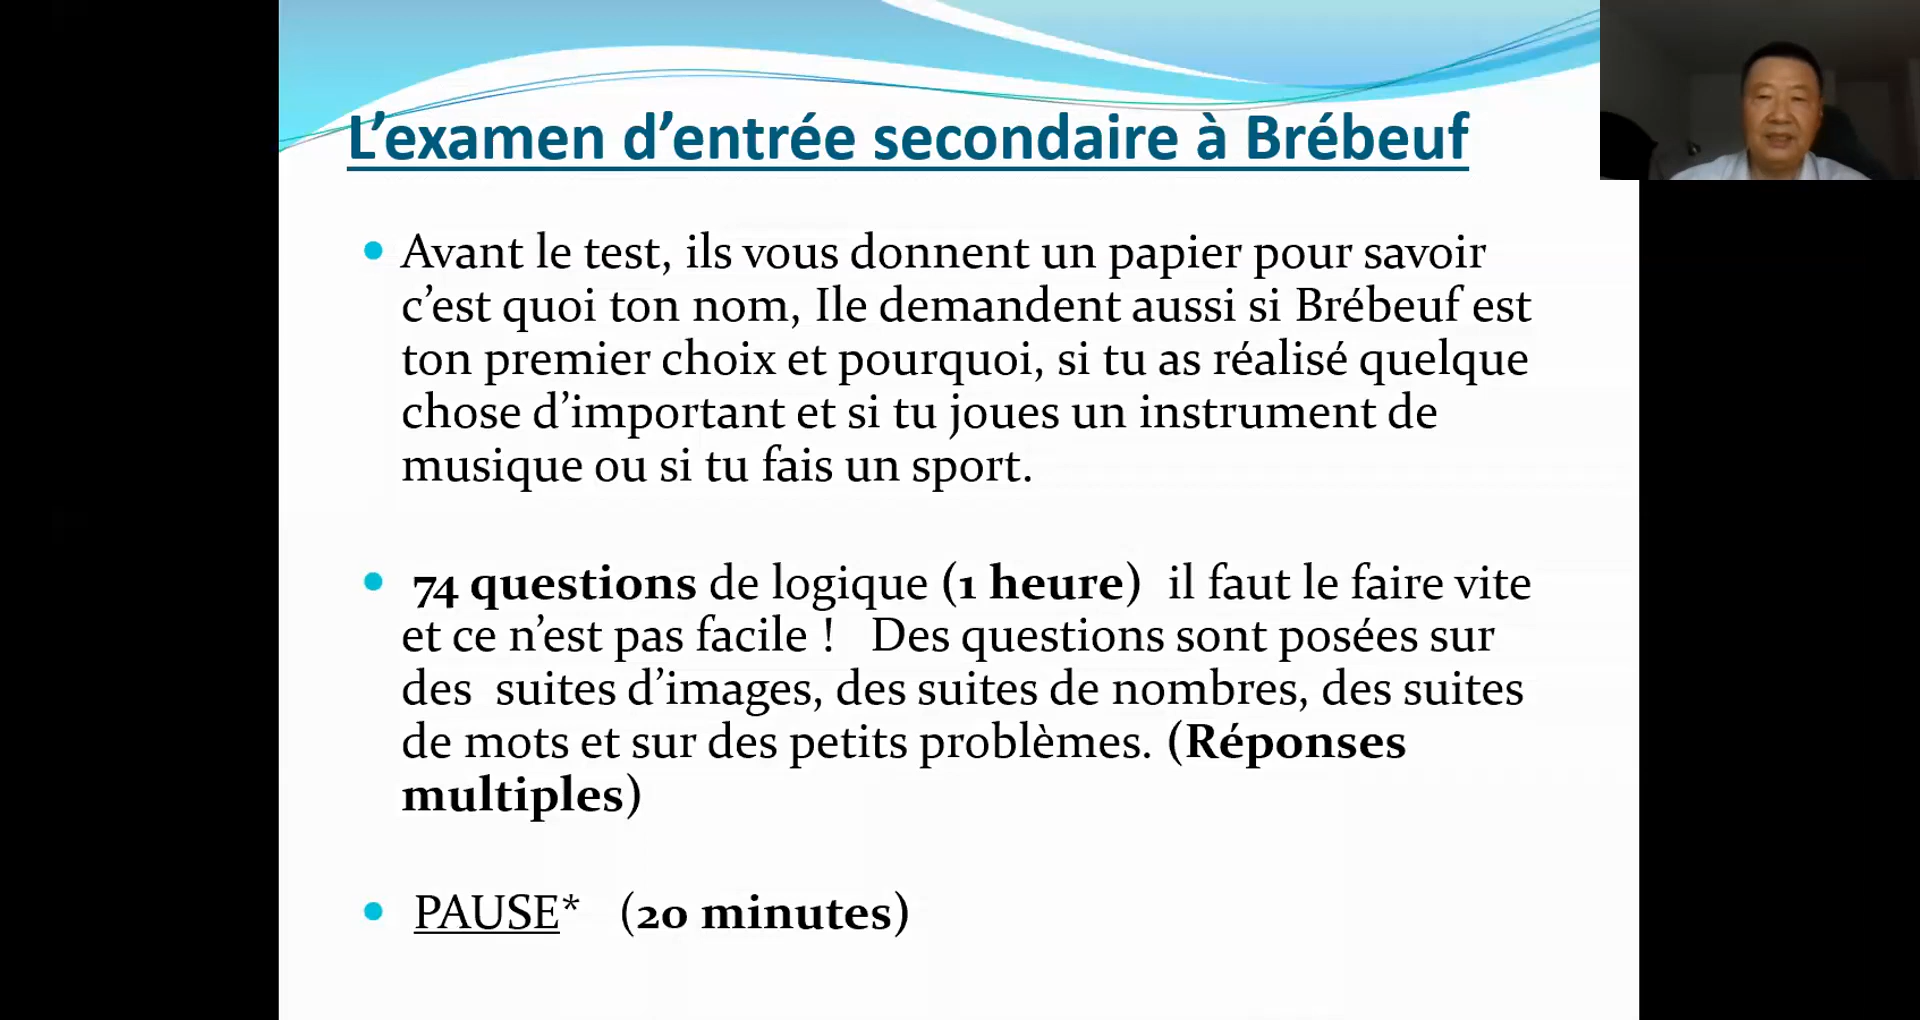 L’examen d’entrée secondaire à Brébeuf
• Avant le test, ils vous donnent un papier pour savoir
c’est quoi ton nom, Ile demandent aussi si Brébeuf est
ton premier choix et pourquoi, si tu as réalisé quelque
chose d’important et si tu joues un instrument de
musique ou si tu fais un sport.
• 74 questions de logique (1 heure) il faut le faire vite
et ce n’est pas facile ! Des questions sont posées sur
des suites d’images, des suites de nombres, des suites
de mots et sur des petits problèmes. (Réponses
multiples)
• PAUSE* (20 minutes)